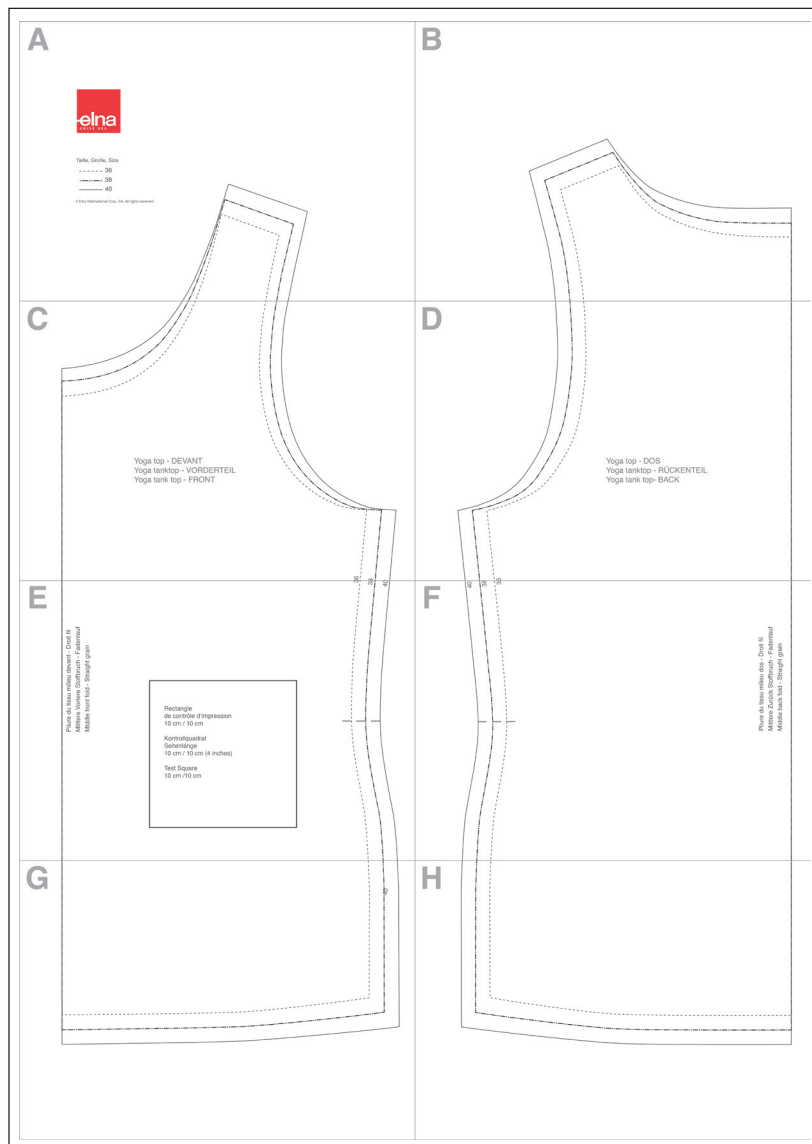 A
B
elna
SWISS DES
Taille, Größe, Size
36
38
40
© Elna International Corp. SA, all rights reserved
C
D
Yoga top - DEVANT
Yoga tanktop - VORDERTEIL
Yoga tank top - FRONT
Yoga top - DOS
Yoga tanktop - RÜCKENTEIL
Yoga tank top- BACK
36
38
40
40
38
E
F
Pliure du tissu milieu devant - Droit fil
Mittlere Vordere Stoffbruch - Fadenlauf
Middle front fold - Straight grain
Rectangle
de contrôle d'impression
10 cm / 10 cm
Kontrollquadrat
Seitenlänge
10 cm / 10 cm (4 inches)
Test Square
10 cm /10 cm
Pliure du tissu milieu dos - Droit fil
Mittlere Zurück Stoffbruch - Fadenlauf
Middle back fold - Straight grain
G
40
H